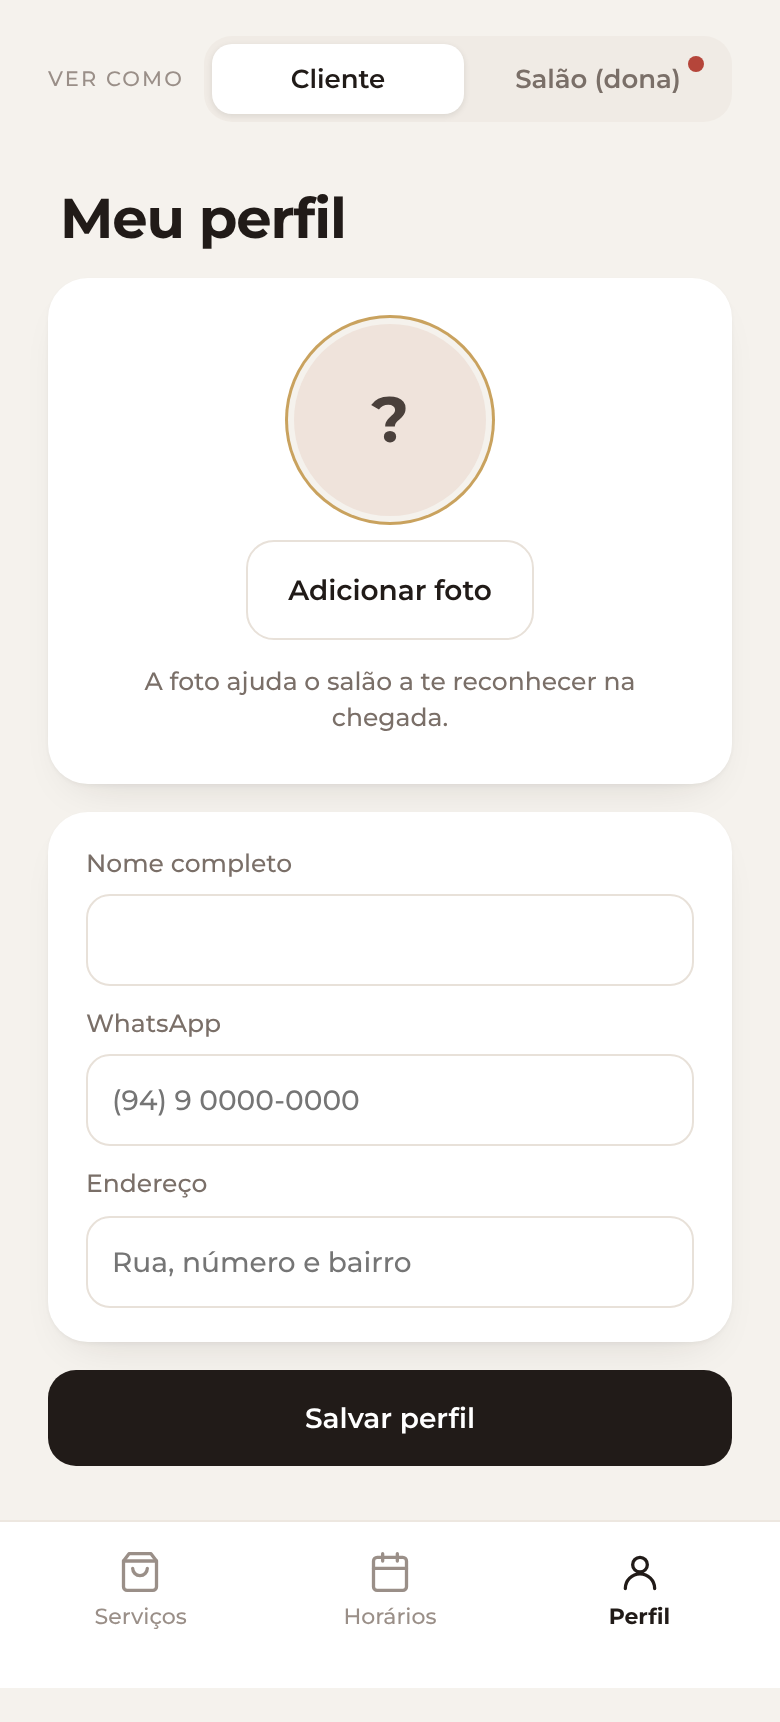 VER COMO
Cliente
Salão (dona)
Meu perfil
?
Adicionar foto
A foto ajuda o salão a te reconhecer na
chegada.
Nome completo
WhatsApp
(94) 9 0000-0000
Endereço
Rua, número e bairro
Salvar perfil
Serviços
Horários
Perfil